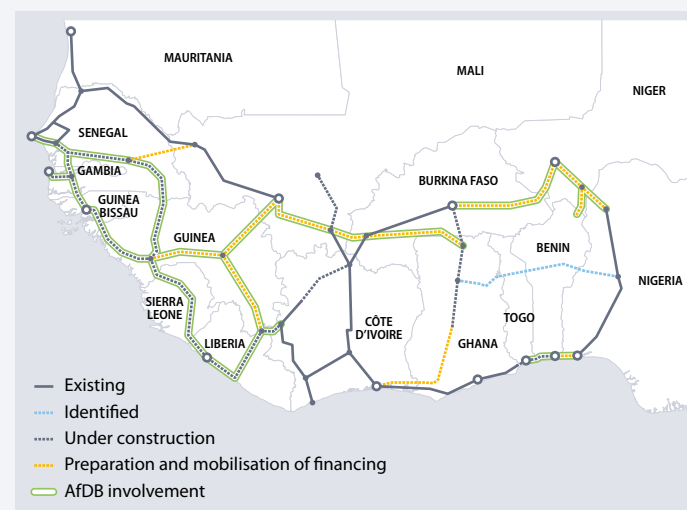 MAURITANIA
MALI
NIGER
SENEGAL
GAMBIA
BURKINA FASO
GUINEA
BISSAU
GUINEA
BENIN
NIGERIA
SIERRA
LEONE
TOGO
CÔTE
D'IVOIRE
GHANA
LIBERIA
Existing
Identified
Under construction
Preparation and mobilisation of financing
AfDB involvement